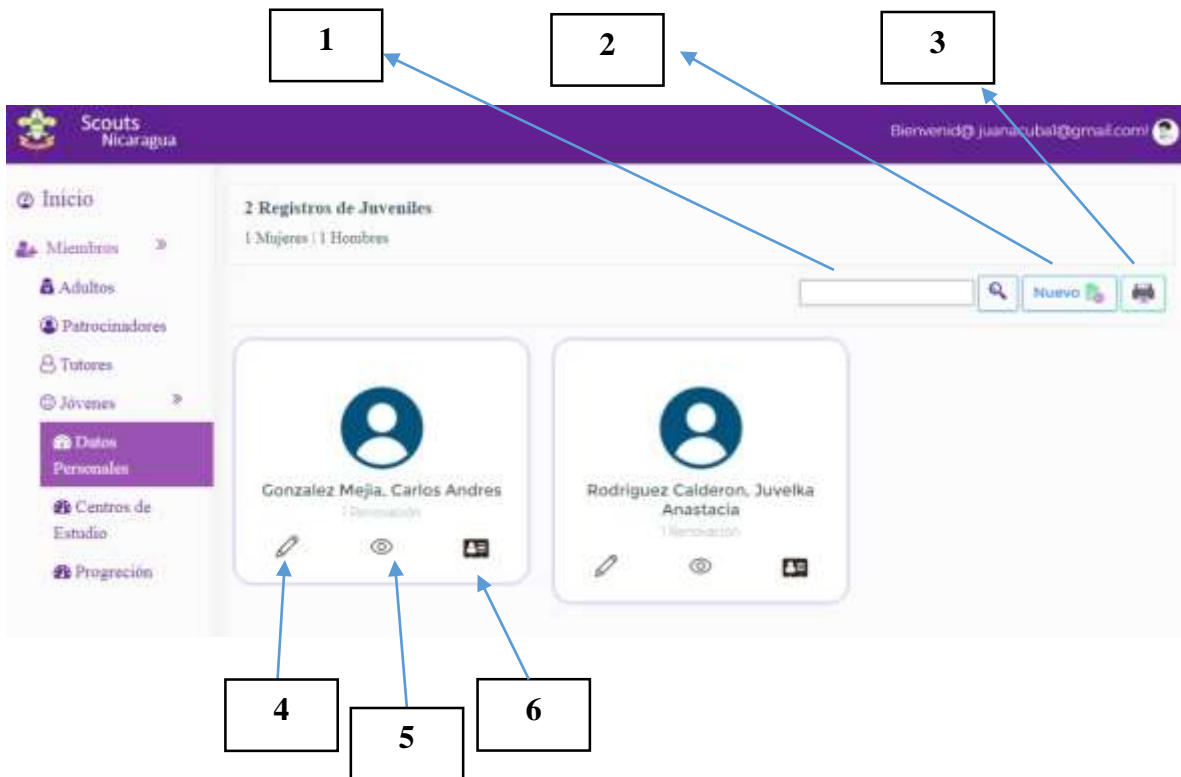 1
2
3
Scouts
Nicaragua
Bienvenid@ juanacuba1@gmail.com!
Inicio
Miembros
Adultos
Patrocinadores
Tutores
Jóvenes
Datos
Personales
Centros de
Estudio
Progreción
2 Registros de Juveniles
1 Mujeres | 1 Hombres
Nuevo
Gonzalez Mejia, Carlos Andres
1 Renovación
Rodriguez Calderon, Juvelka
Anastacia
1 Renovación
4
5
6